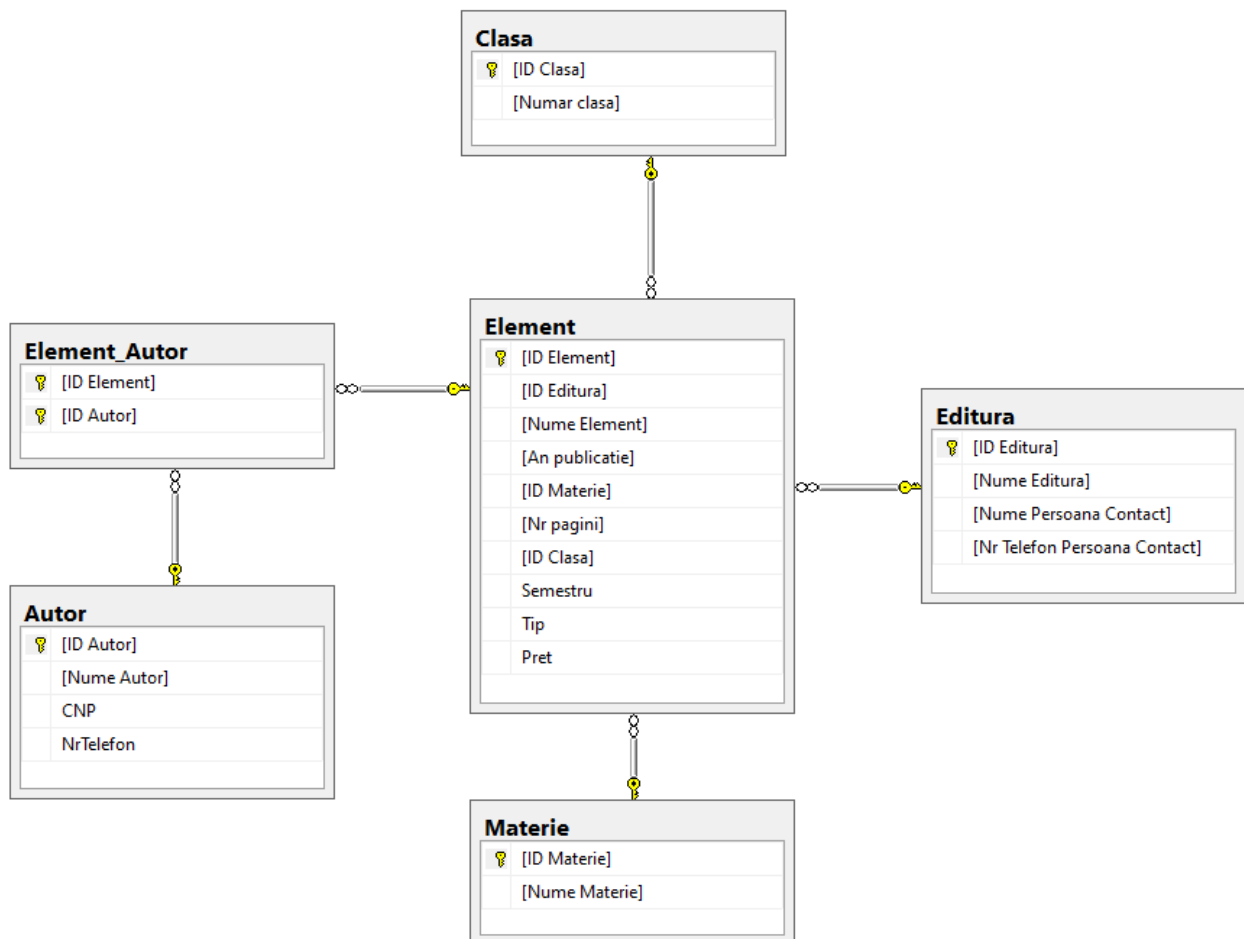 Clasa
[ID Clasa]
[Numar clasa]
Element_Autor
[ID Element]
[ID Autor]
Element
[ID Element]
[ID Editura]
[Nume Element]
[An publicatie]
[ID Materie]
[Nr pagini]
[ID Clasa]
Semestru
Tip
Pret
Editura
[ID Editura]
[Nume Editura]
[Nume Persoana Contact]
[Nr Telefon Persoana Contact]
Autor
[ID Autor]
[Nume Autor]
CNP
NrTelefon
Materie
[ID Materie]
[Nume Materie]